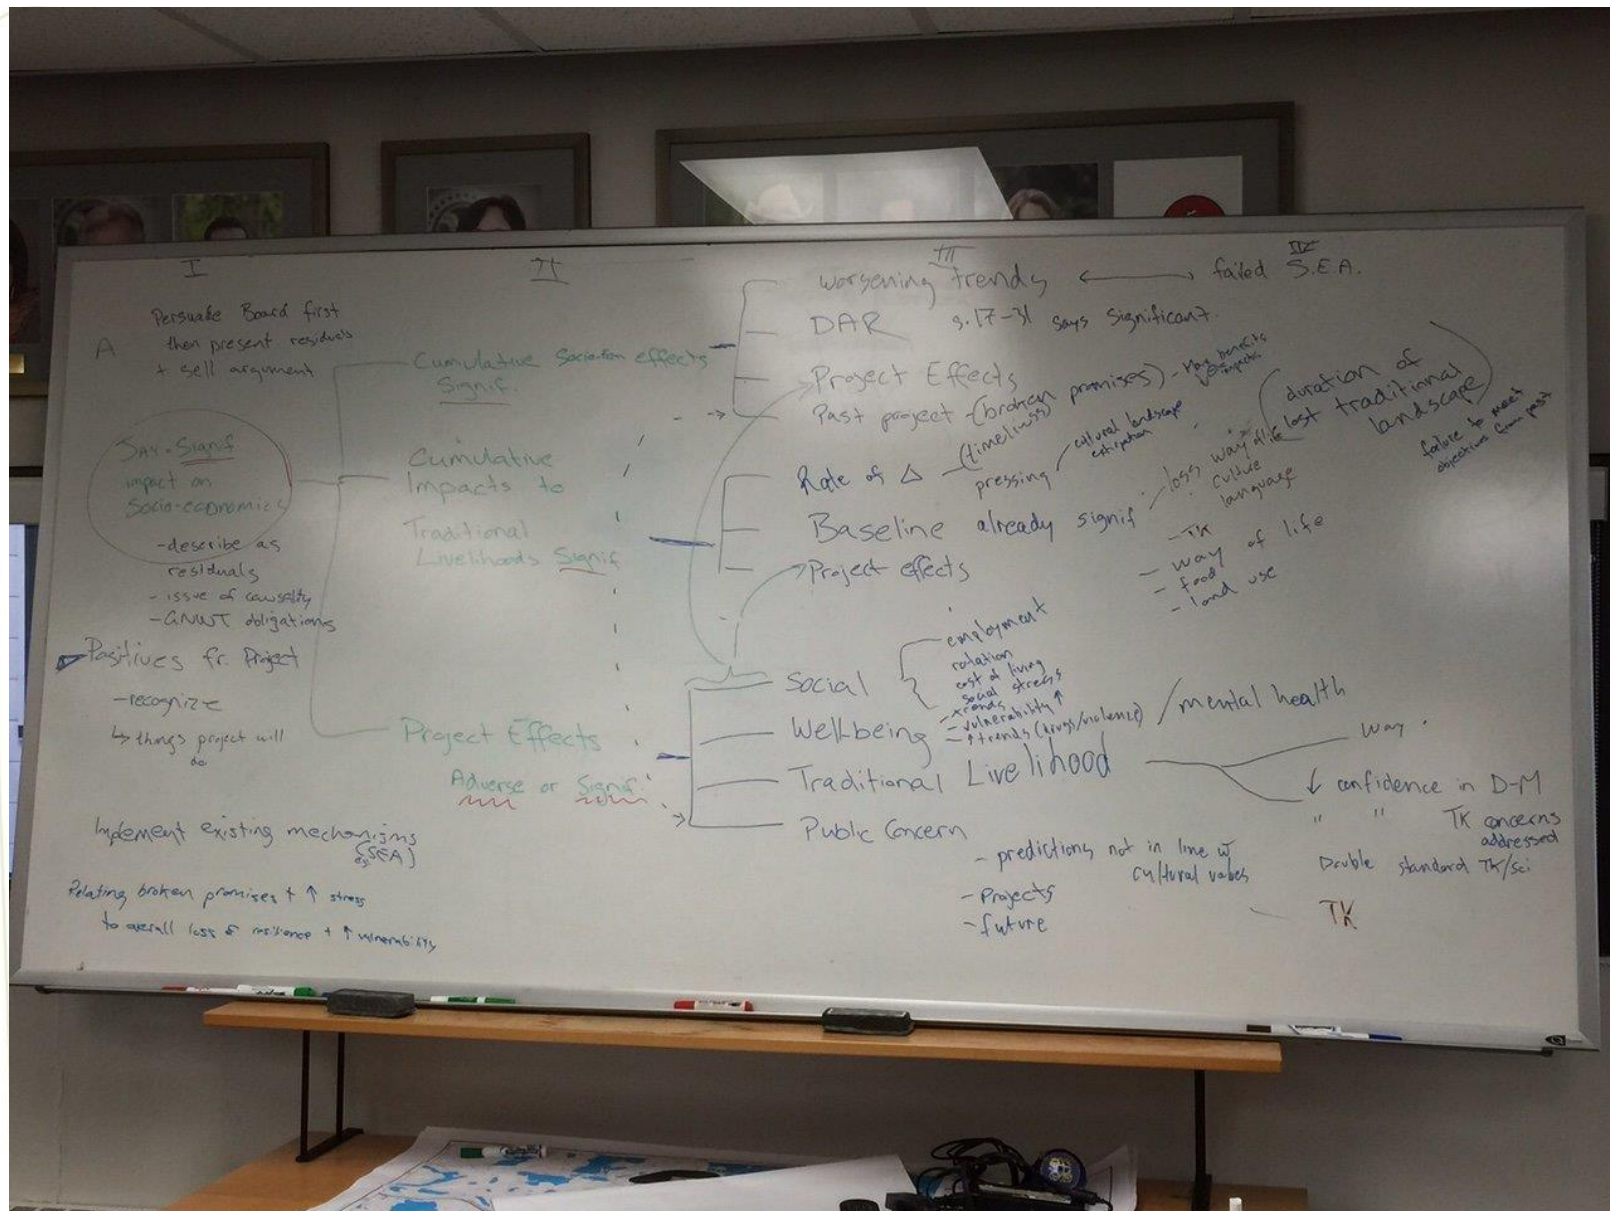 I
A
Persuade Board first
then present residuals
+ sell argument
JAY - Signif
impact on
Socio-economics
-describe as
residuals
- issue of causality
- GNWT obligations
Positives fr. Project
-recognize
↳ things project will
do
Implement existing mechanisms
(SEA)
Relating broken promises + ↑ stress
to overall loss of resilience + ↑ vulnerability
II
Cumulative effects
Signif.
Cumulative
Impacts to
Traditional
Livelihoods Signif
Project Effects
Adverse or Signif.
III
worsening trends
DAR s.17-31 says significant.
Project Effects
Past project - (broken promises) - benefits
impacts
Rate of Δ - (timeliness)
pressing
cultural landscape
Baseline already signif
loss way of life
culture
language
- TK
- way of life
- food
- land use
Project effects
Social
employment
rotation
cost of living
social stress
- trends
Wellbeing
- vulnerability ↑
- ↑ trends (drugs/violence) / mental health
Traditional Livelihood
Public Concern
- predictions not in line w
cultural values
- Projects
- future
failed S.E.A.
duration of
lost traditional
landscape
failure to meet
objectives from past
way
↓ confidence in D-M
" " TK concerns
addressed
Double standard TK/Sci
TK